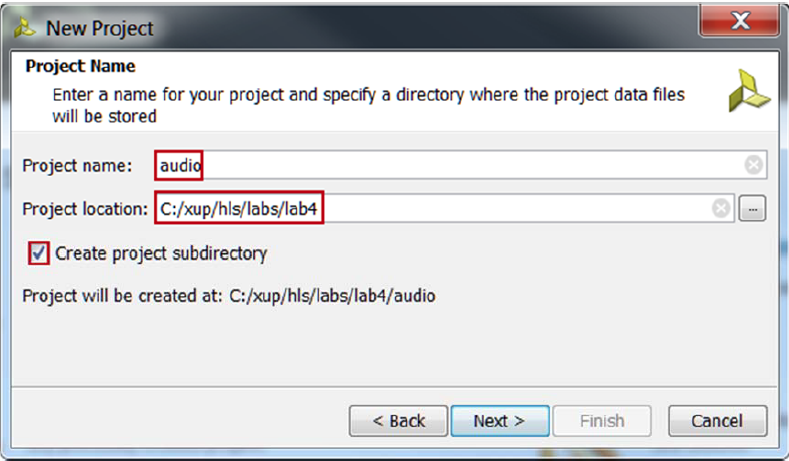 New Project
Project Name
Enter a name for your project and specify a directory where the project data files
will be stored
Project name: audio
Project location: C:/xup/hls/labs/lab4 ...
Create project subdirectory
Project will be created at: C:/xup/hls/labs/lab4/audio
< Back Next > Finish Cancel